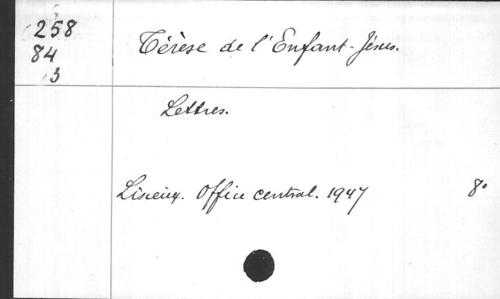 258
84
3
Térèse de l'Enfant-Jésus.
Lettres.
Lisieux. Office central. 1947 8°